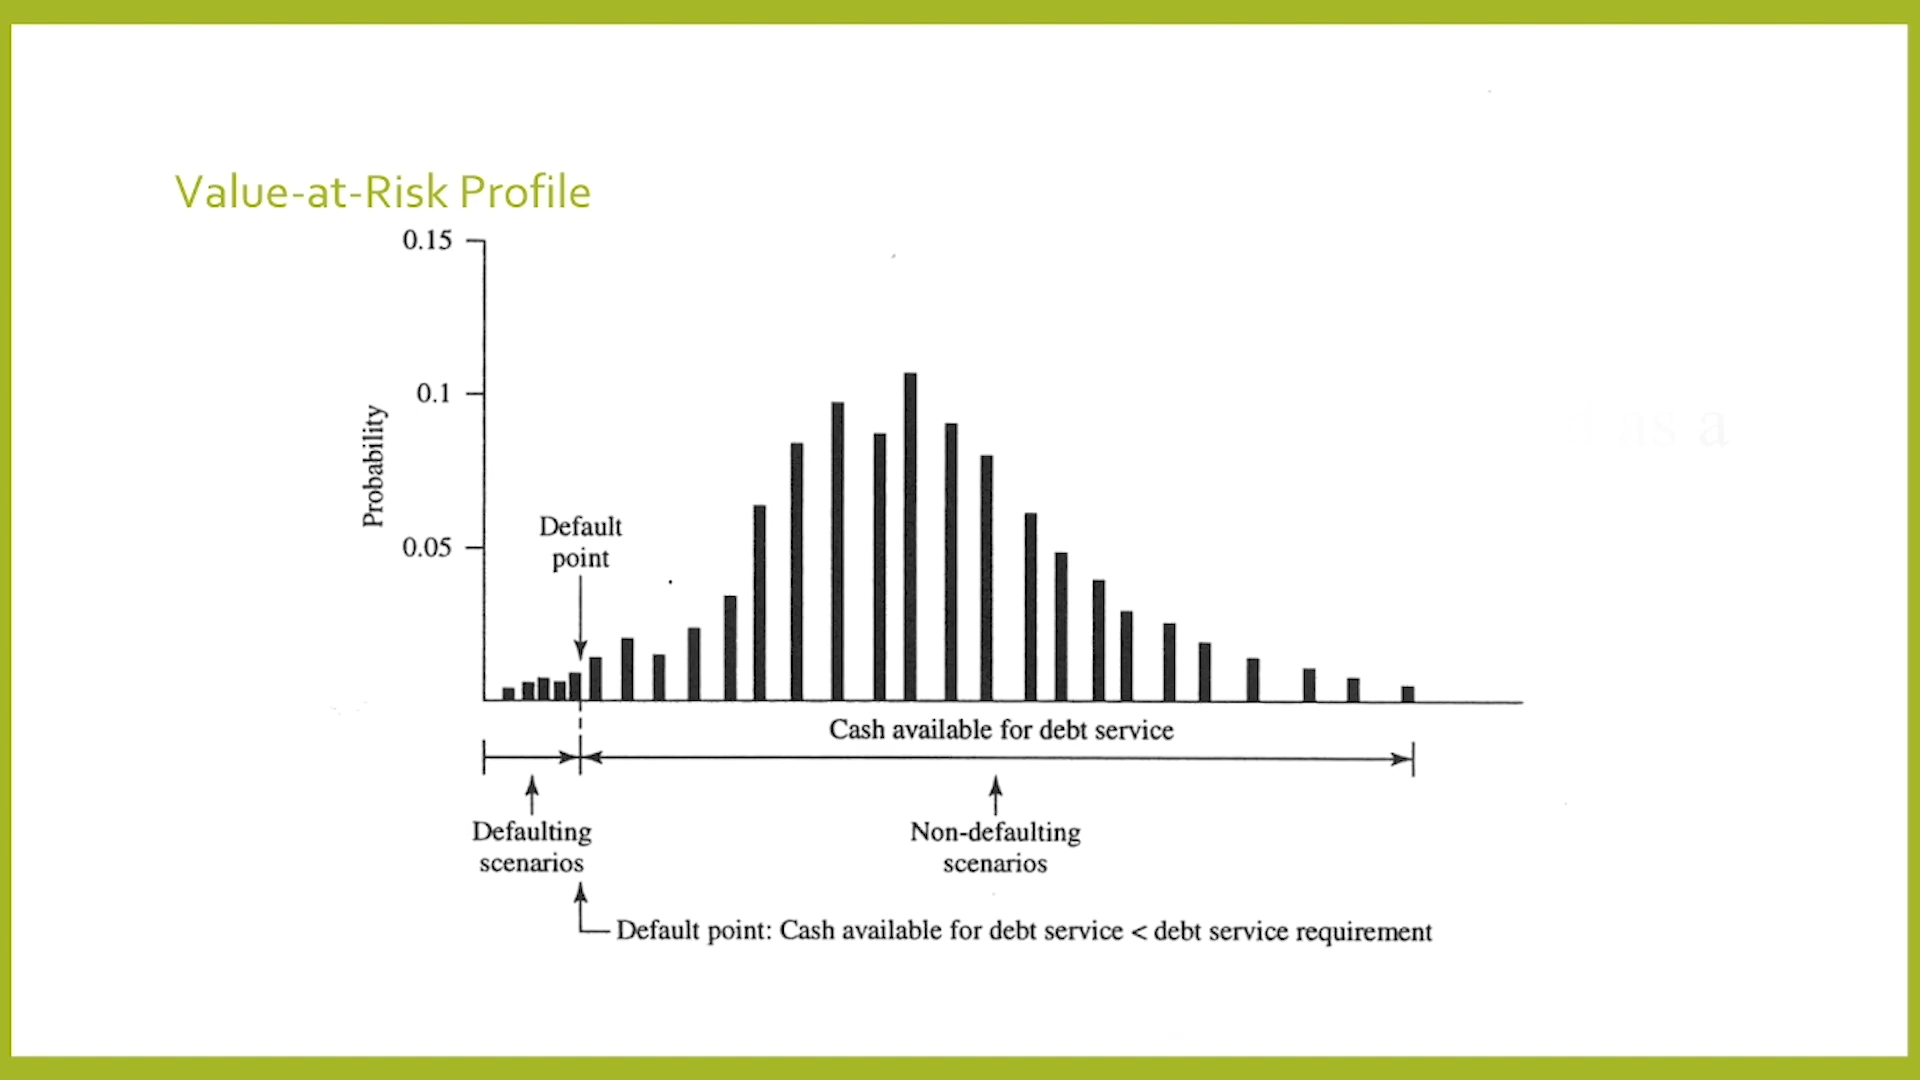 Value-at-Risk Profile
0.15
0.1
0.05
Probability
Default
point
Cash available for debt service
Defaulting
scenarios
Non-defaulting
scenarios
Default point: Cash available for debt service < debt service requirement
as a